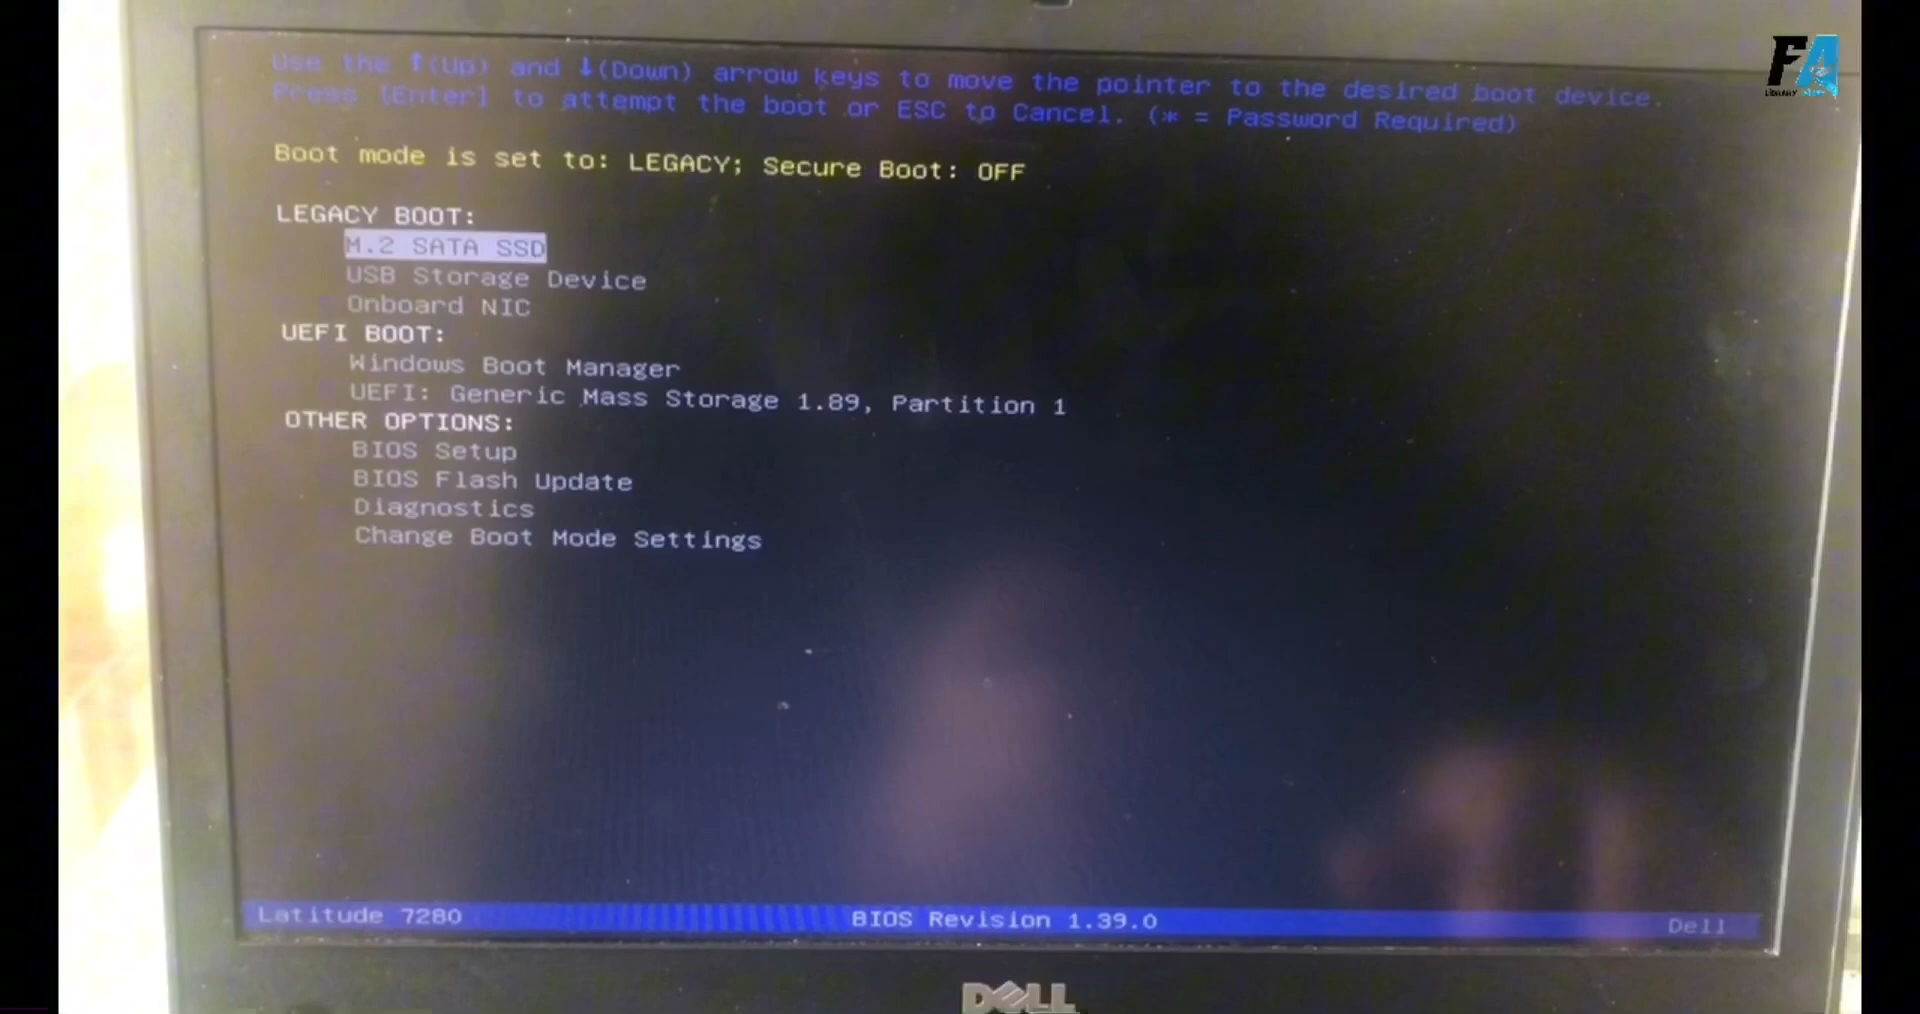 Use the ↑(Up) and ↓(Down) arrow keys to move the pointer to the desired boot device.
Press [Enter] to attempt the boot or ESC to Cancel. (* = Password Required)
Boot mode is set to: LEGACY; Secure Boot: OFF
LEGACY BOOT:
M.2 SATA SSD
USB Storage Device
Onboard NIC
UEFI BOOT:
Windows Boot Manager
UEFI: Generic Mass Storage 1.89, Partition 1
OTHER OPTIONS:
BIOS Setup
BIOS Flash Update
Diagnostics
Change Boot Mode Settings
Latitude 7280 BIOS Revision 1.39.0 Dell
DELL
FA
LIBRARY